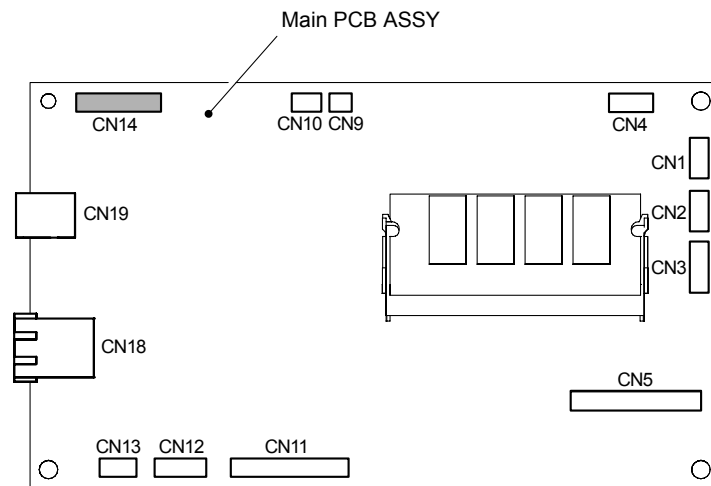 Main PCB ASSY
CN14
CN10
CN9
CN4
CN1
CN19
CN2
CN3
CN18
CN5
CN13
CN12
CN11